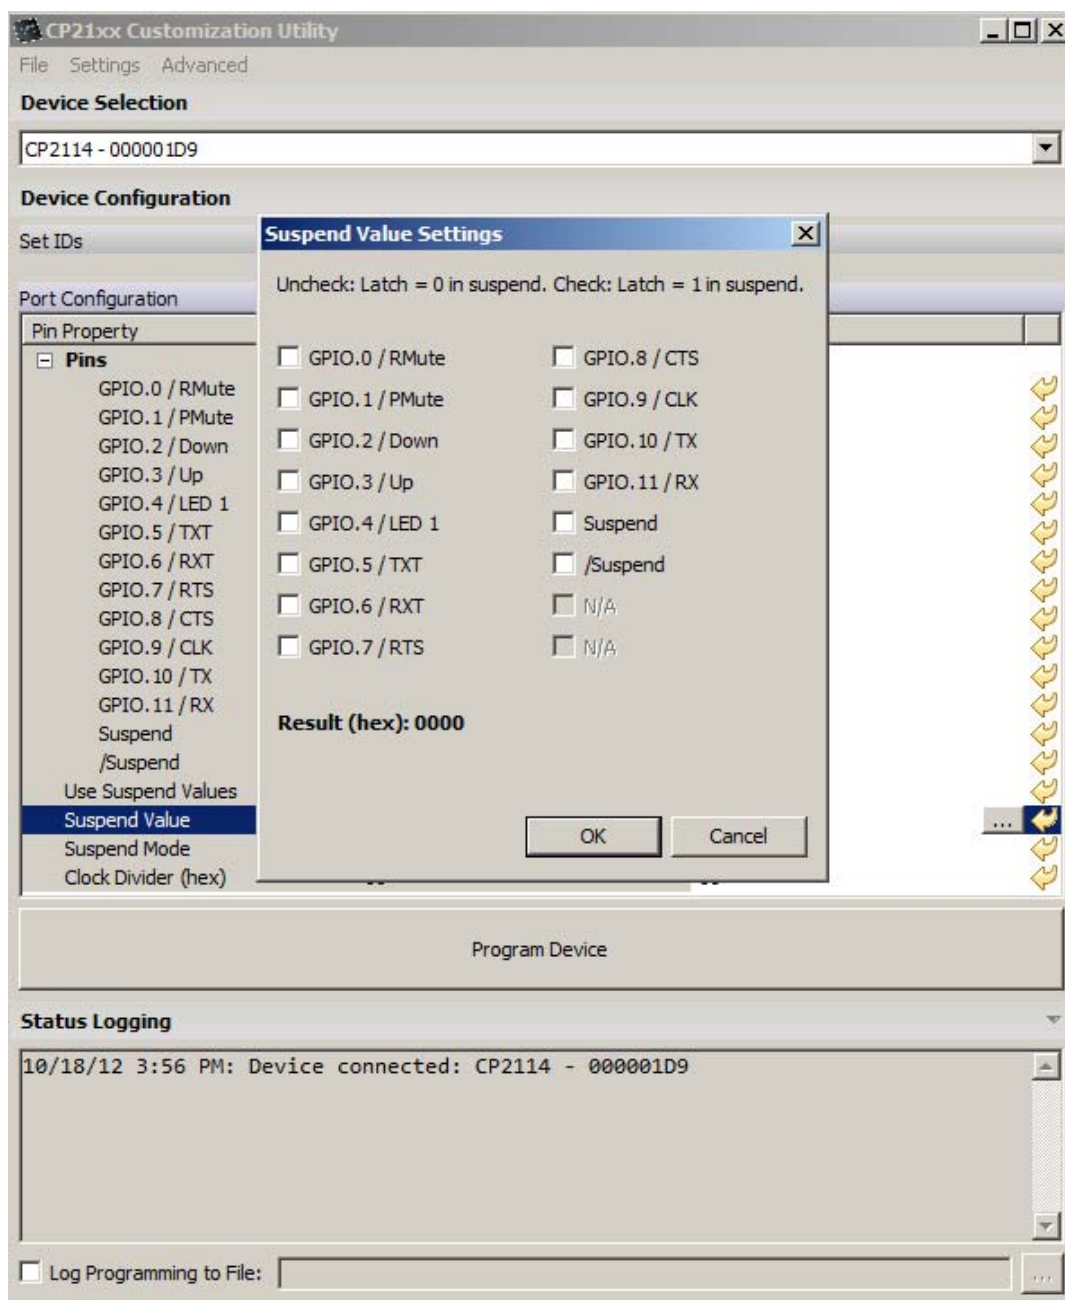 CP21xx Customization Utility
File Settings Advanced
Device Selection
CP2114 - 000001D9
Device Configuration
Set IDs
Port Configuration
Pin Property
Pins
GPIO.0 / RMute
GPIO.1 / PMute
GPIO.2 / Down
GPIO.3 / Up
GPIO.4 / LED 1
GPIO.5 / TXT
GPIO.6 / RXT
GPIO.7 / RTS
GPIO.8 / CTS
GPIO.9 / CLK
GPIO.10 / TX
GPIO.11 / RX
Suspend
/Suspend
Use Suspend Values
Suspend Value
...
Suspend Mode
Clock Divider (hex)
Suspend Value Settings
Uncheck: Latch = 0 in suspend. Check: Latch = 1 in suspend.
GPIO.0 / RMute
GPIO.1 / PMute
GPIO.2 / Down
GPIO.3 / Up
GPIO.4 / LED 1
GPIO.5 / TXT
GPIO.6 / RXT
GPIO.7 / RTS
GPIO.8 / CTS
GPIO.9 / CLK
GPIO.10 / TX
GPIO.11 / RX
Suspend
/Suspend
N/A
N/A
Result (hex): 0000
OK Cancel
Program Device
Status Logging
10/18/12 3:56 PM: Device connected: CP2114 - 000001D9
Log Programming to File:
...